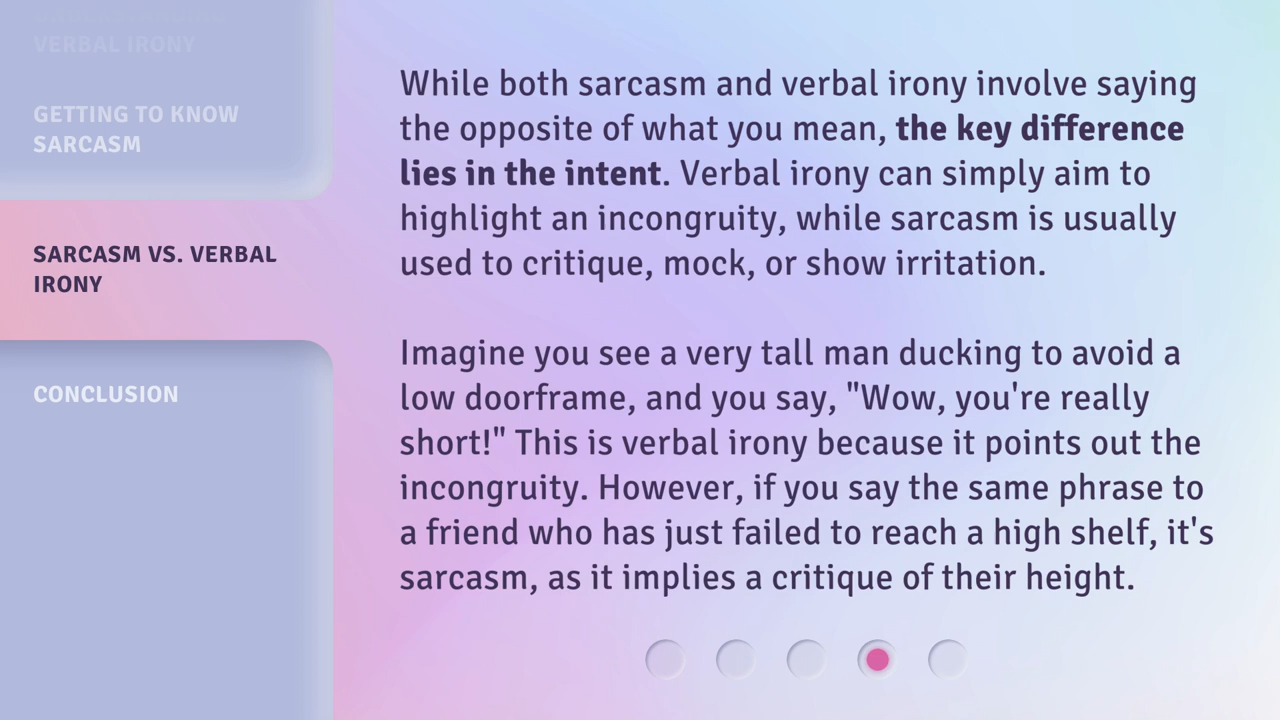 VERBAL IRONY
GETTING TO KNOW
SARCASM
SARCASM VS. VERBAL
IRONY
CONCLUSION
While both sarcasm and verbal irony involve saying
the opposite of what you mean, the key difference
lies in the intent. Verbal irony can simply aim to
highlight an incongruity, while sarcasm is usually
used to critique, mock, or show irritation.
Imagine you see a very tall man ducking to avoid a
low doorframe, and you say, "Wow, you're really
short!" This is verbal irony because it points out the
incongruity. However, if you say the same phrase to
a friend who has just failed to reach a high shelf, it's
sarcasm, as it implies a critique of their height.